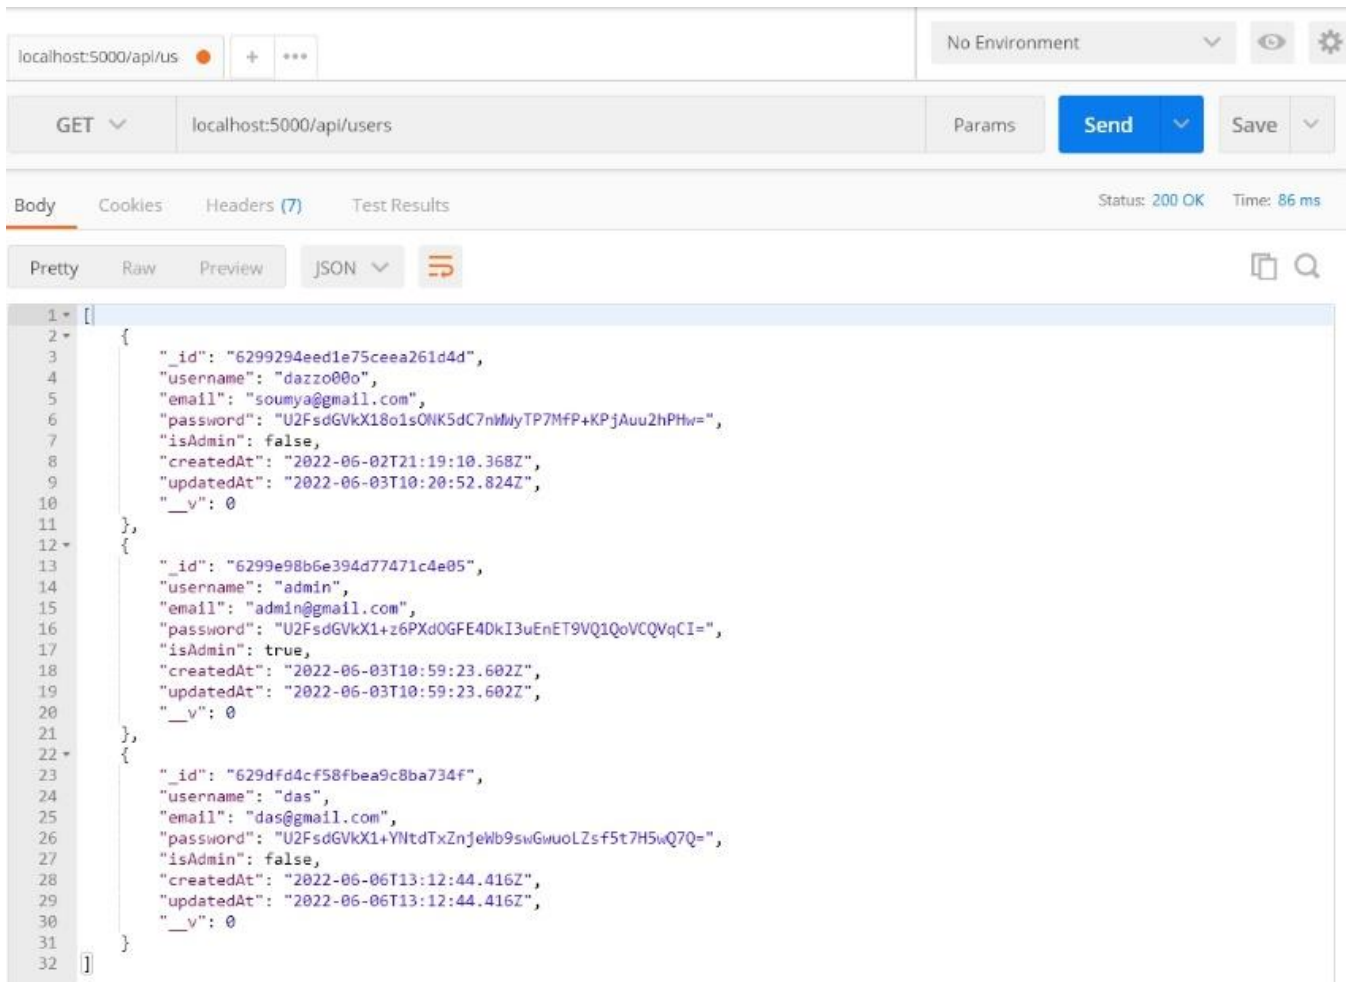 localhost:5000/api/us
No Environment
GET localhost:5000/api/users Params Send Save
Body Cookies Headers (7) Test Results Status: 200 OK Time: 86 ms
Pretty Raw Preview JSON
1 [
2 {
3 "_id": "6299294eed1e75ceea261d4d",
4 "username": "dazzo00o",
5 "email": "soumya@gmail.com",
6 "password": "U2FsdGVkX18o1sONK5dC7nWWyTP7MfP+KPjAuu2hPHw=",
7 "isAdmin": false,
8 "createdAt": "2022-06-02T21:19:10.368Z",
9 "updatedAt": "2022-06-03T10:20:52.824Z",
10 "__v": 0
11 },
12 {
13 "_id": "6299e98b6e394d77471c4e05",
14 "username": "admin",
15 "email": "admin@gmail.com",
16 "password": "U2FsdGVkX1+z6PXdOGFE4DkI3uEnET9VQ1QoVCQVqCI=",
17 "isAdmin": true,
18 "createdAt": "2022-06-03T10:59:23.602Z",
19 "updatedAt": "2022-06-03T10:59:23.602Z",
20 "__v": 0
21 },
22 {
23 "_id": "629dfd4cf58fbea9c8ba734f",
24 "username": "das",
25 "email": "das@gmail.com",
26 "password": "U2FsdGVkX1+YNtdTxZnjeWb9swGwuoLZsf5t7H5wQ7Q=",
27 "isAdmin": false,
28 "createdAt": "2022-06-06T13:12:44.416Z",
29 "updatedAt": "2022-06-06T13:12:44.416Z",
30 "__v": 0
31 }
32 ]